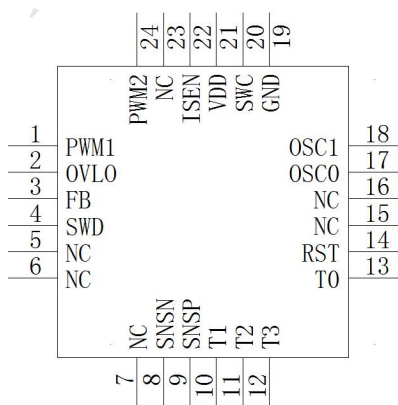 24 23 22 21 20 19
PWM2 NC ISEN VDD SWC GND
1 PWM1
2 OVLO
3 FB
4 SWD
5 NC
6 NC
OSC1 18
OSC0 17
NC 16
NC 15
RST 14
T0 13
NC SNSN SNSP T1 T2 T3
7 8 9 10 11 12